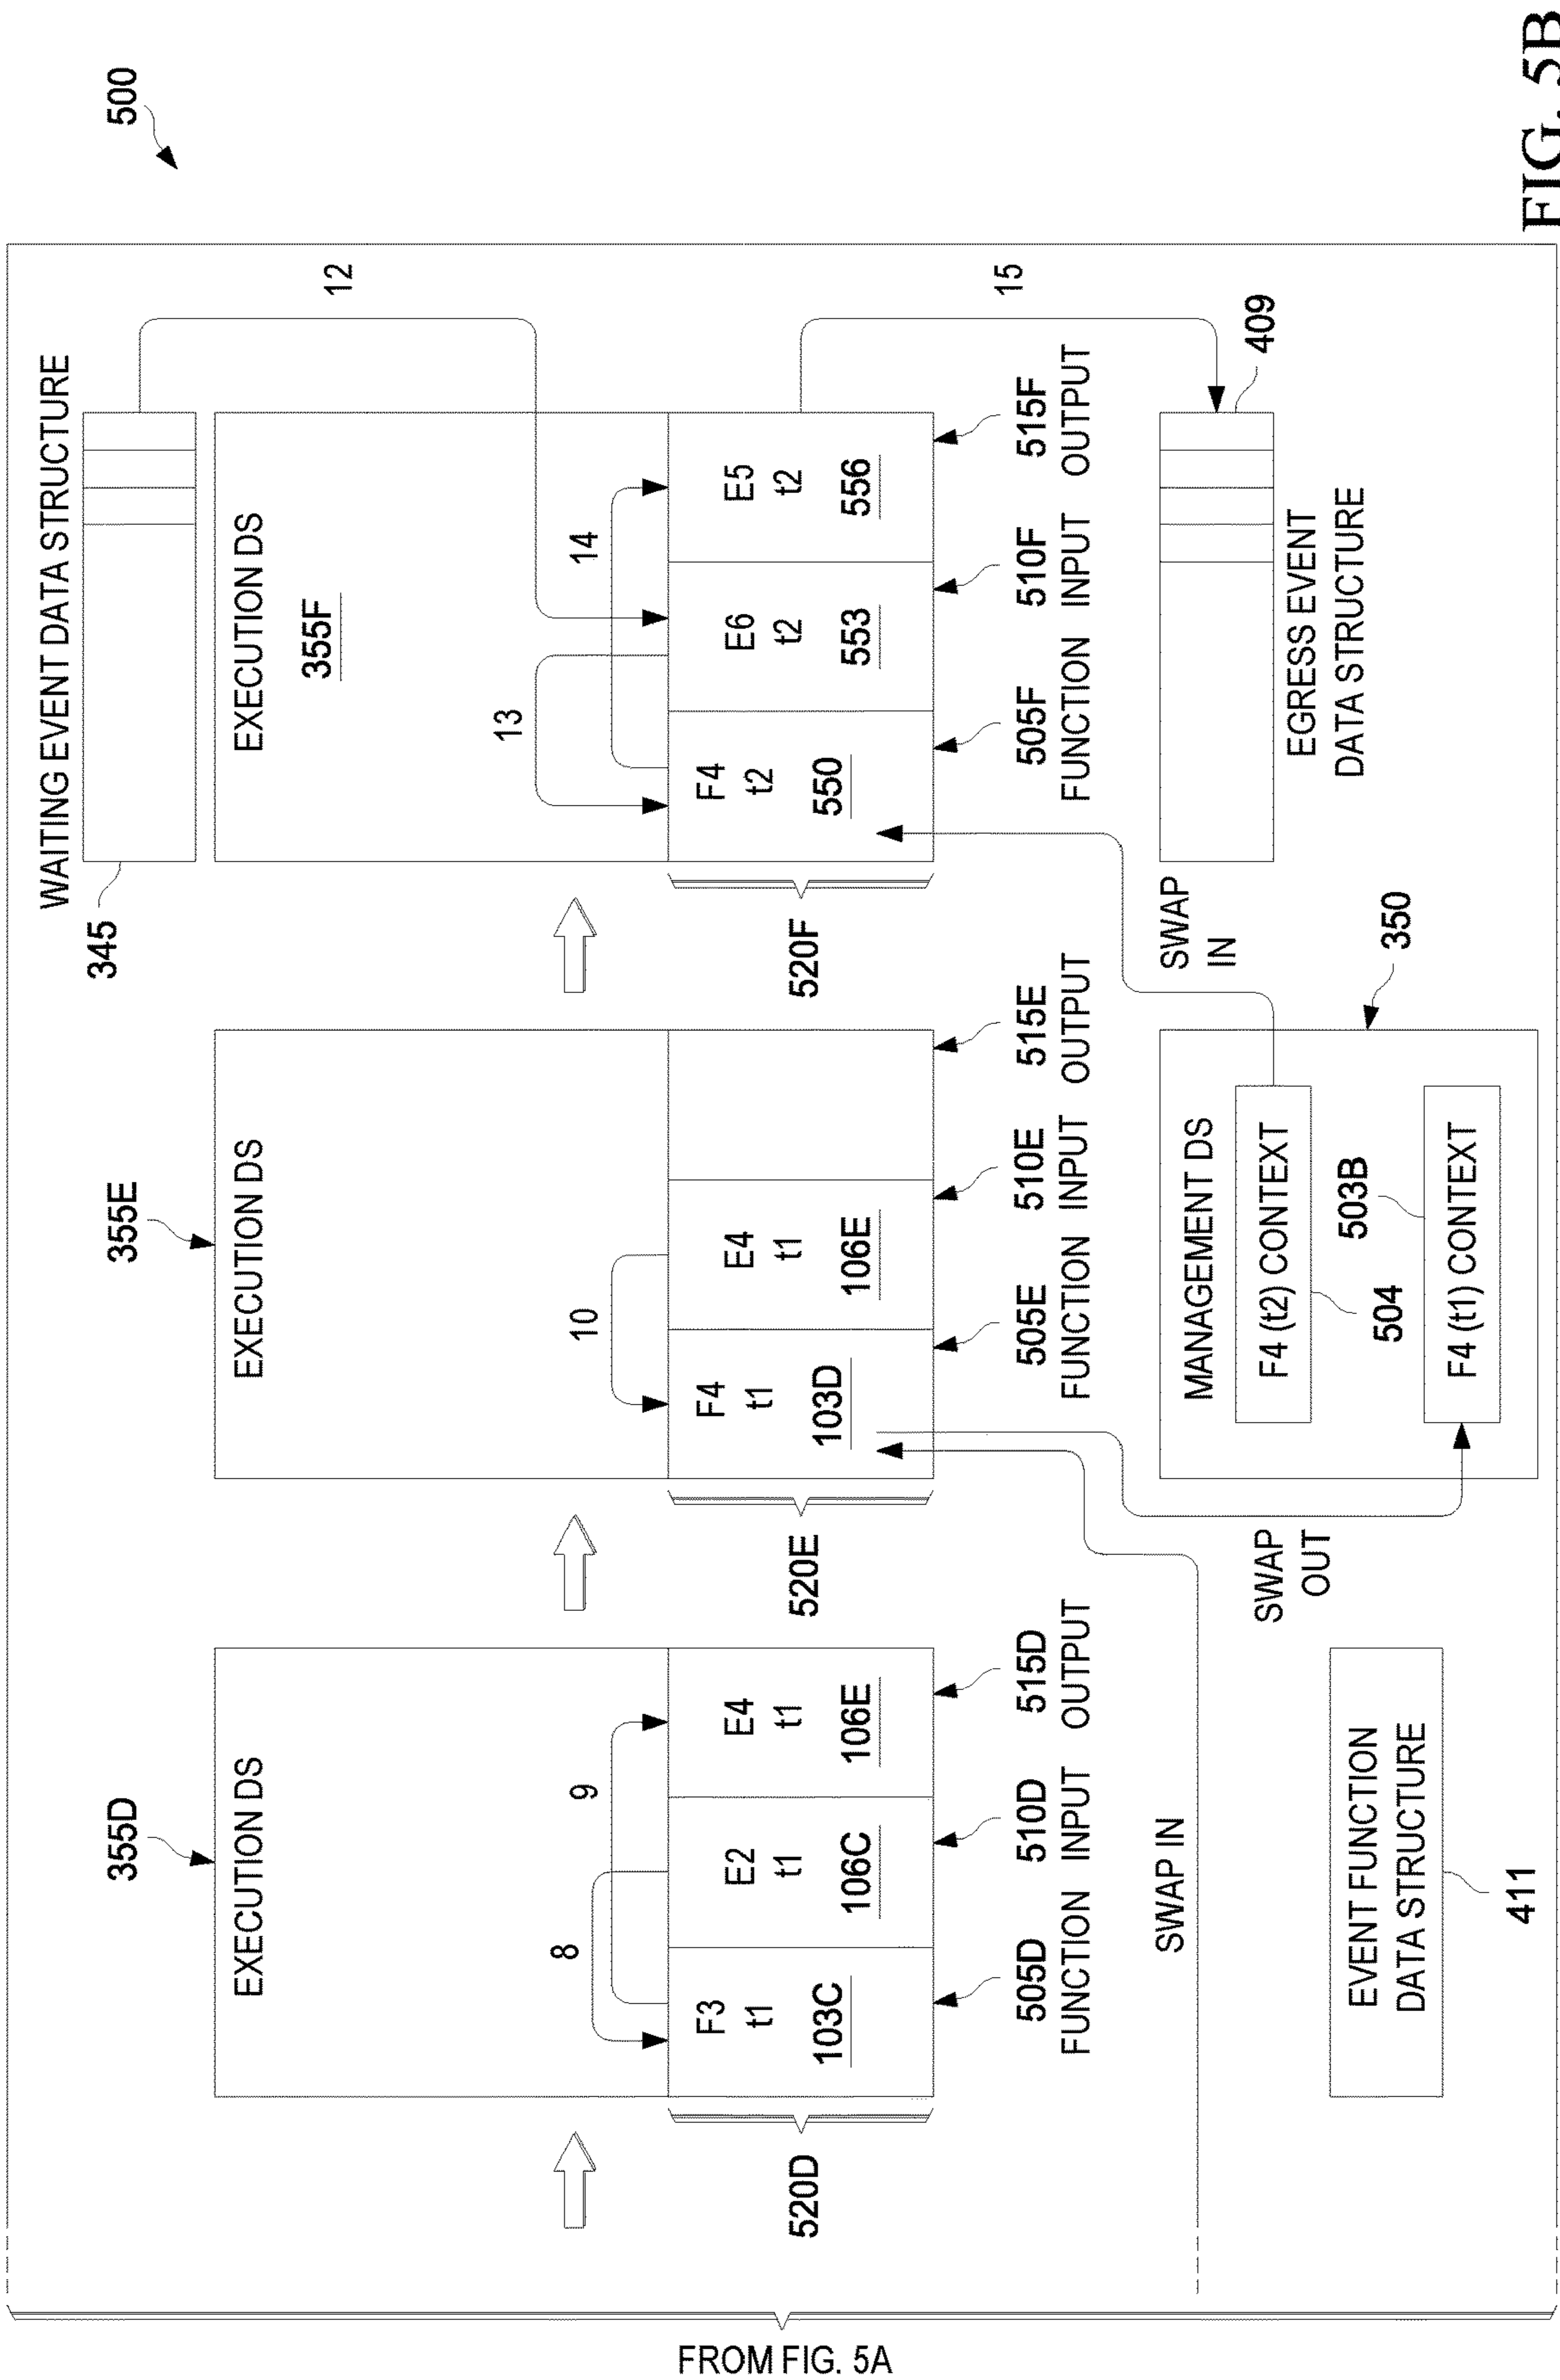 500
WAITING EVENT DATA STRUCTURE
345
12
355D
355E
EXECUTION DS
EXECUTION DS
EXECUTION DS
355F
8
9
10
13
14
F3
t1
103C
E2
t1
106C
E4
t1
106E
F4
t1
103D
E4
t1
106E
F4
t2
550
E6
t2
553
E5
t2
556
15
520D
520E
520F
505D
FUNCTION
510D
INPUT
515D
OUTPUT
505E
FUNCTION
510E
INPUT
515E
OUTPUT
505F
FUNCTION
510F
INPUT
515F
OUTPUT
SWAP IN
SWAP
OUT
SWAP
IN
409
EGRESS EVENT
DATA STRUCTURE
EVENT FUNCTION
DATA STRUCTURE
411
350
MANAGEMENT DS
F4 (t2) CONTEXT
504
503B
F4 (t1) CONTEXT
FROM FIG. 5A
FIG. 5B